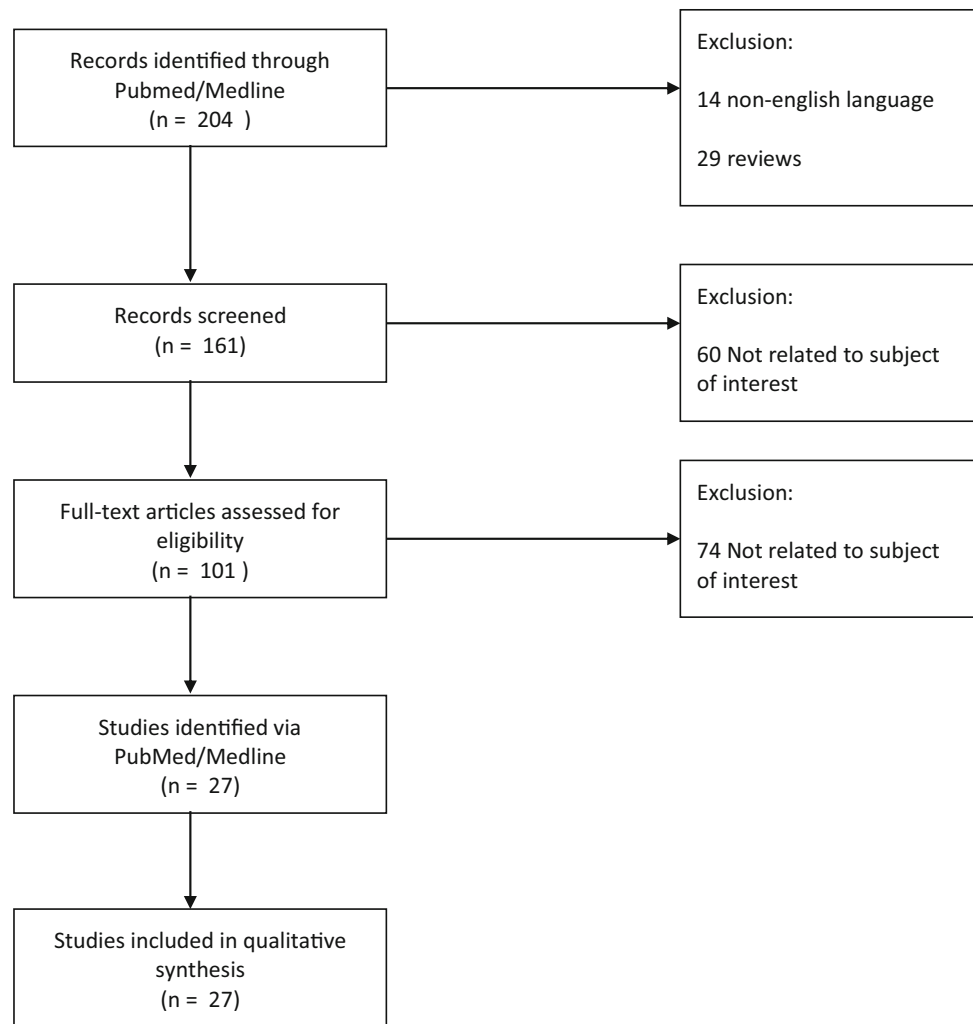 Records identified through
Pubmed/Medline
(n = 204 )
Exclusion:
14 non-english language
29 reviews
Records screened
(n = 161)
Exclusion:
60 Not related to subject
of interest
Full-text articles assessed for
eligibility
(n = 101 )
Exclusion:
74 Not related to subject
of interest
Studies identified via
PubMed/Medline
(n = 27)
Studies included in qualitative
synthesis
(n = 27)